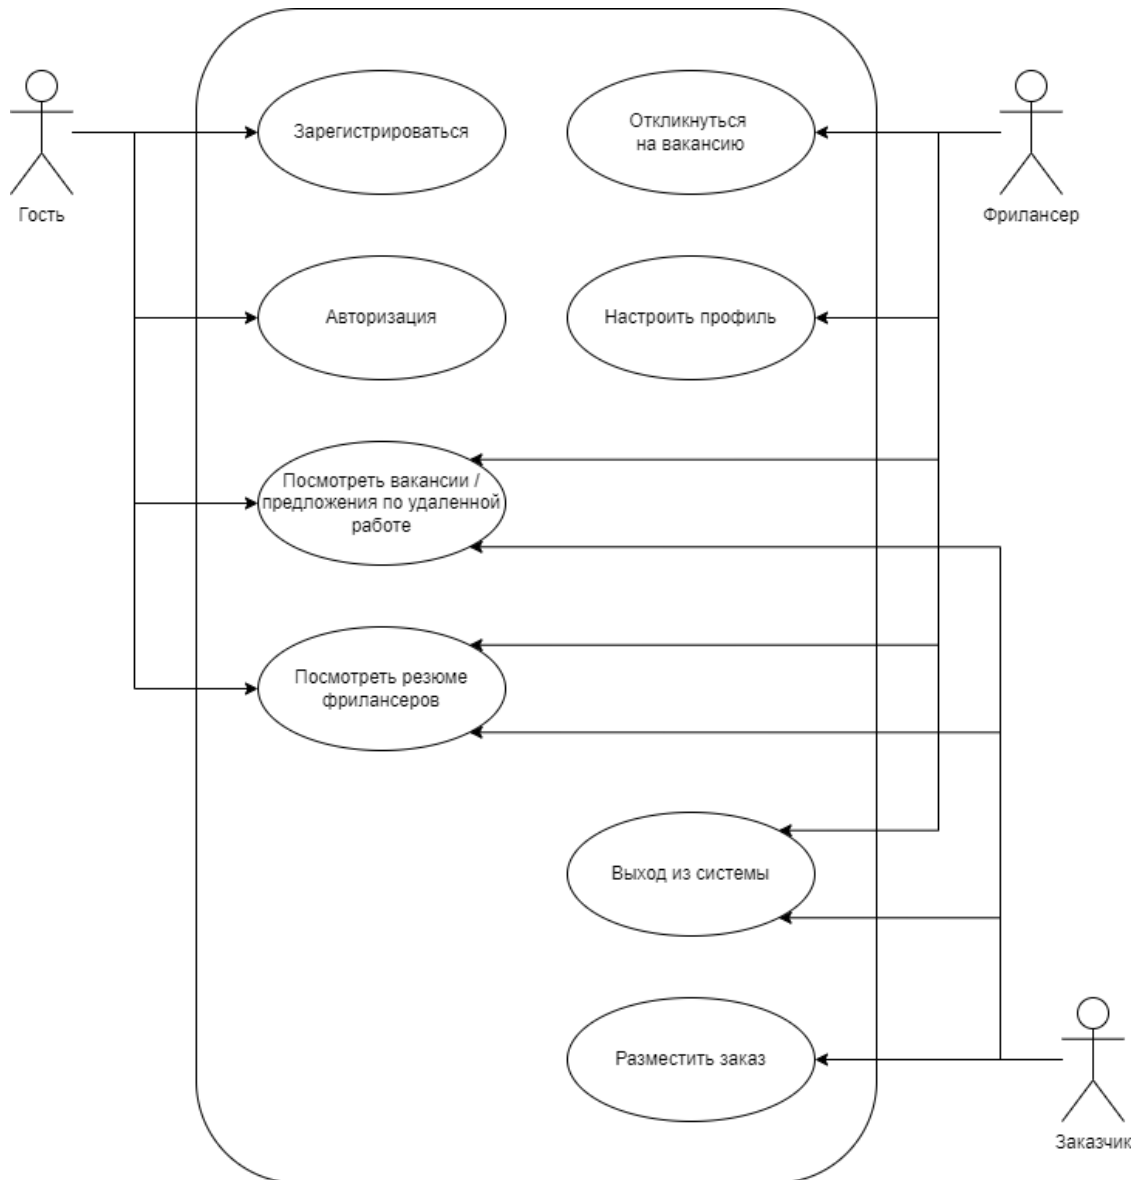 Зарегистрироваться
Откликнуться
на вакансию
Гость
Фрилансер
Авторизация
Настроить профиль
Посмотреть вакансии /
предложения по удаленной
работе
Посмотреть резюме
фрилансеров
Выход из системы
Разместить заказ
Заказчик